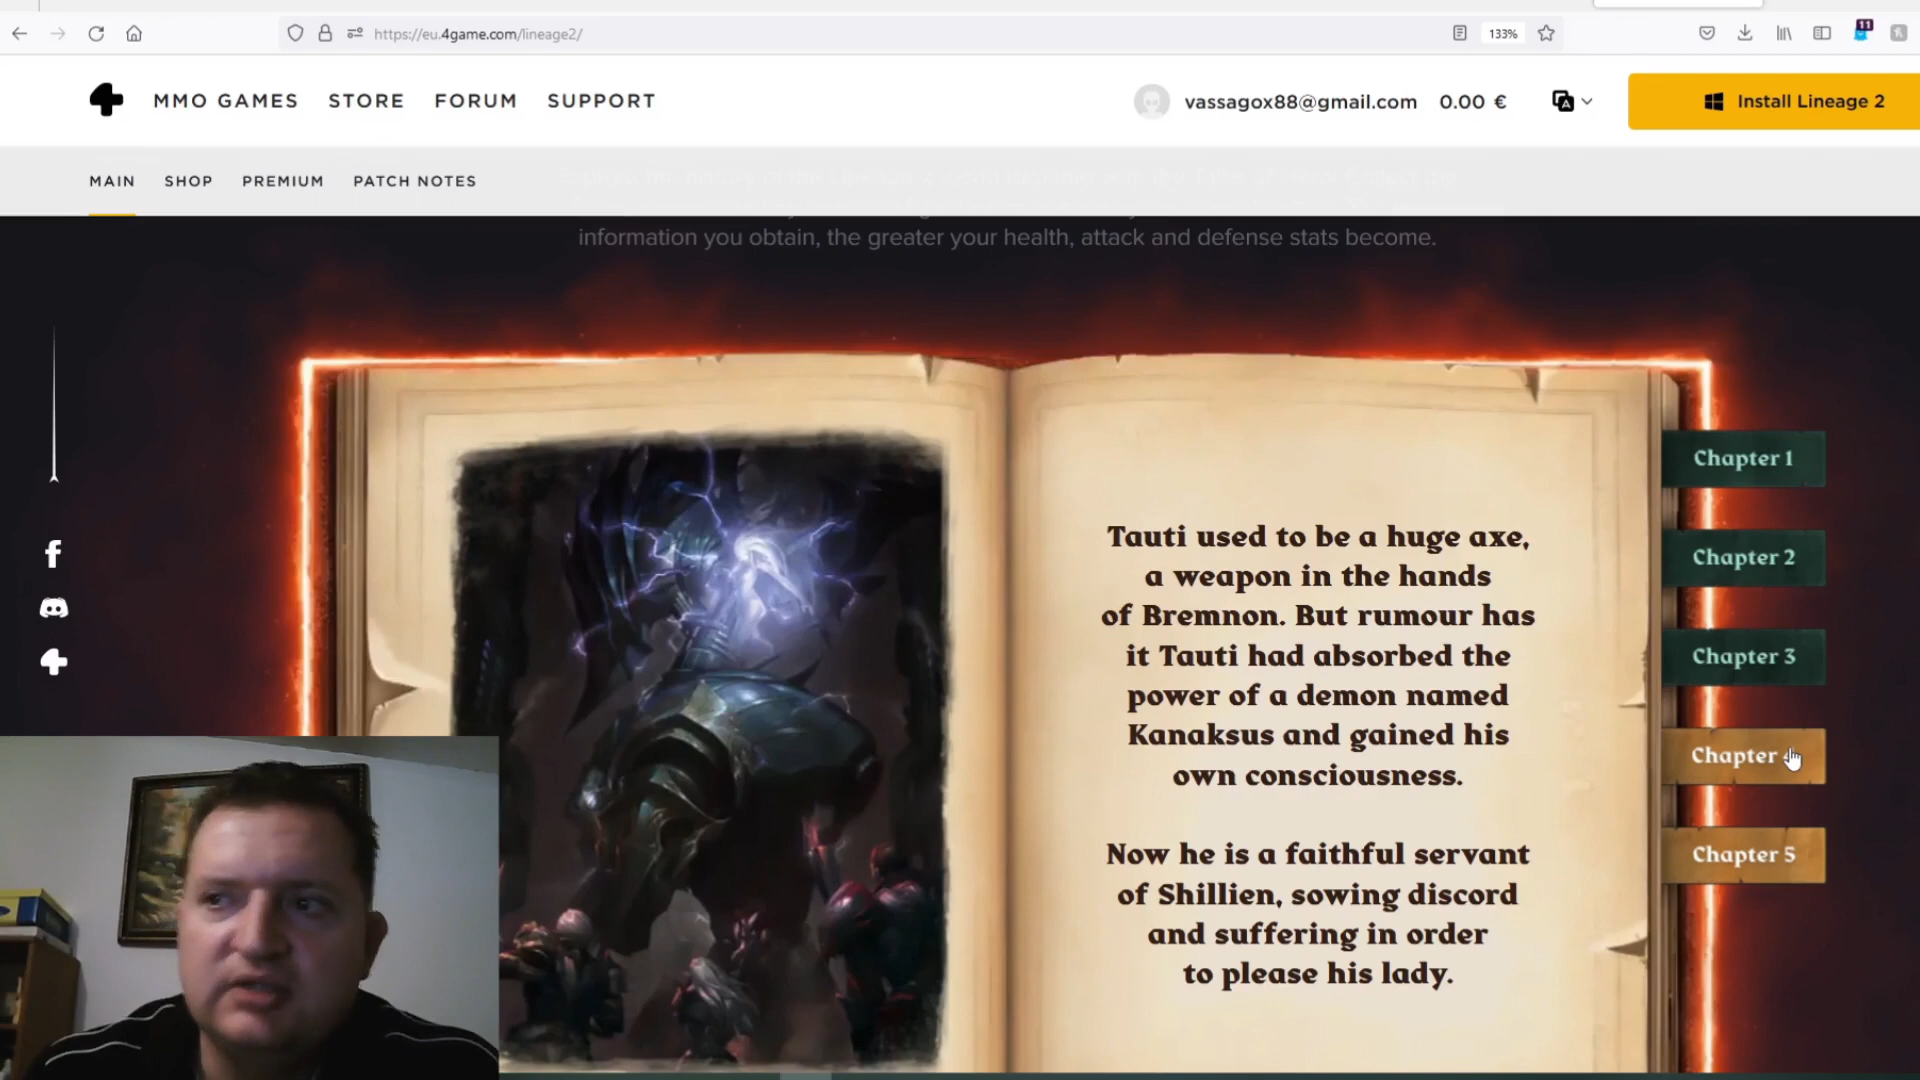 11
https://eu.4game.com/lineage2/
133%
MMO GAMES STORE FORUM SUPPORT
vassagox88@gmail.com 0.00 €
Install Lineage 2
MAIN SHOP PREMIUM PATCH NOTES
information you obtain, the greater your health, attack and defense stats become.
Tauti used to be a huge axe,
a weapon in the hands
of Bremnon. But rumour has
it Tauti had absorbed the
power of a demon named
Kanaksus and gained his
own consciousness.
Now he is a faithful servant
of Shillien, sowing discord
and suffering in order
to please his lady.
Chapter 1
Chapter 2
Chapter 3
Chapter
Chapter 5